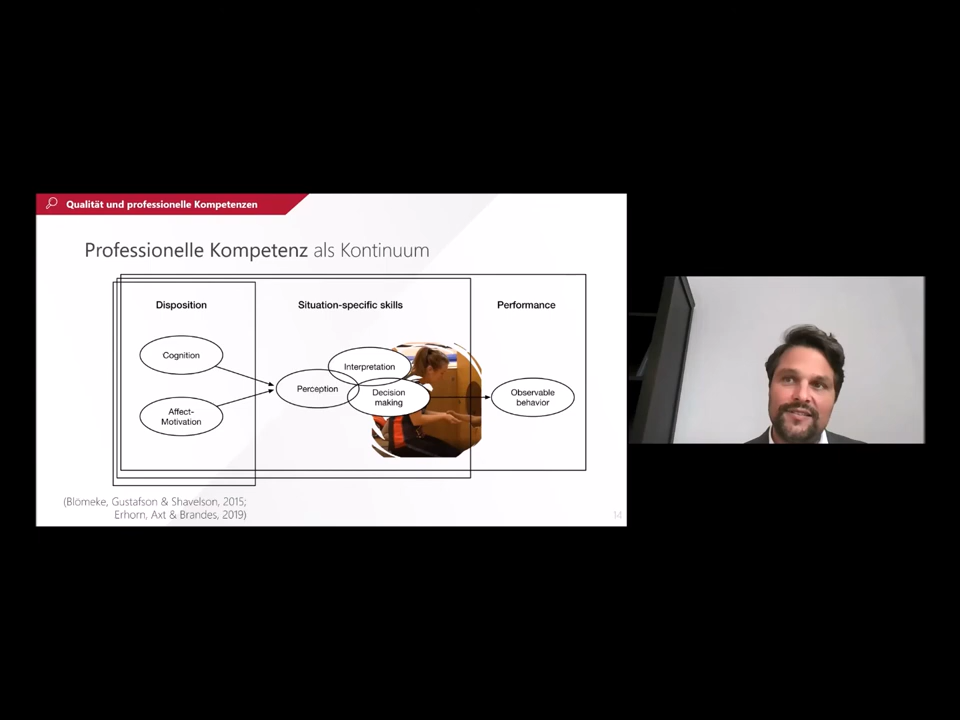 Qualität und professionelle Kompetenzen
Professionelle Kompetenz als Kontinuum
Disposition
Situation-specific skills
Performance
Cognition
Interpretation
Perception
Decision
making
Affect-
Motivation
Observable
behavior
(Blömeke, Gustafson & Shavelson, 2015;
Erhorn, Axt & Brandes, 2019)
14